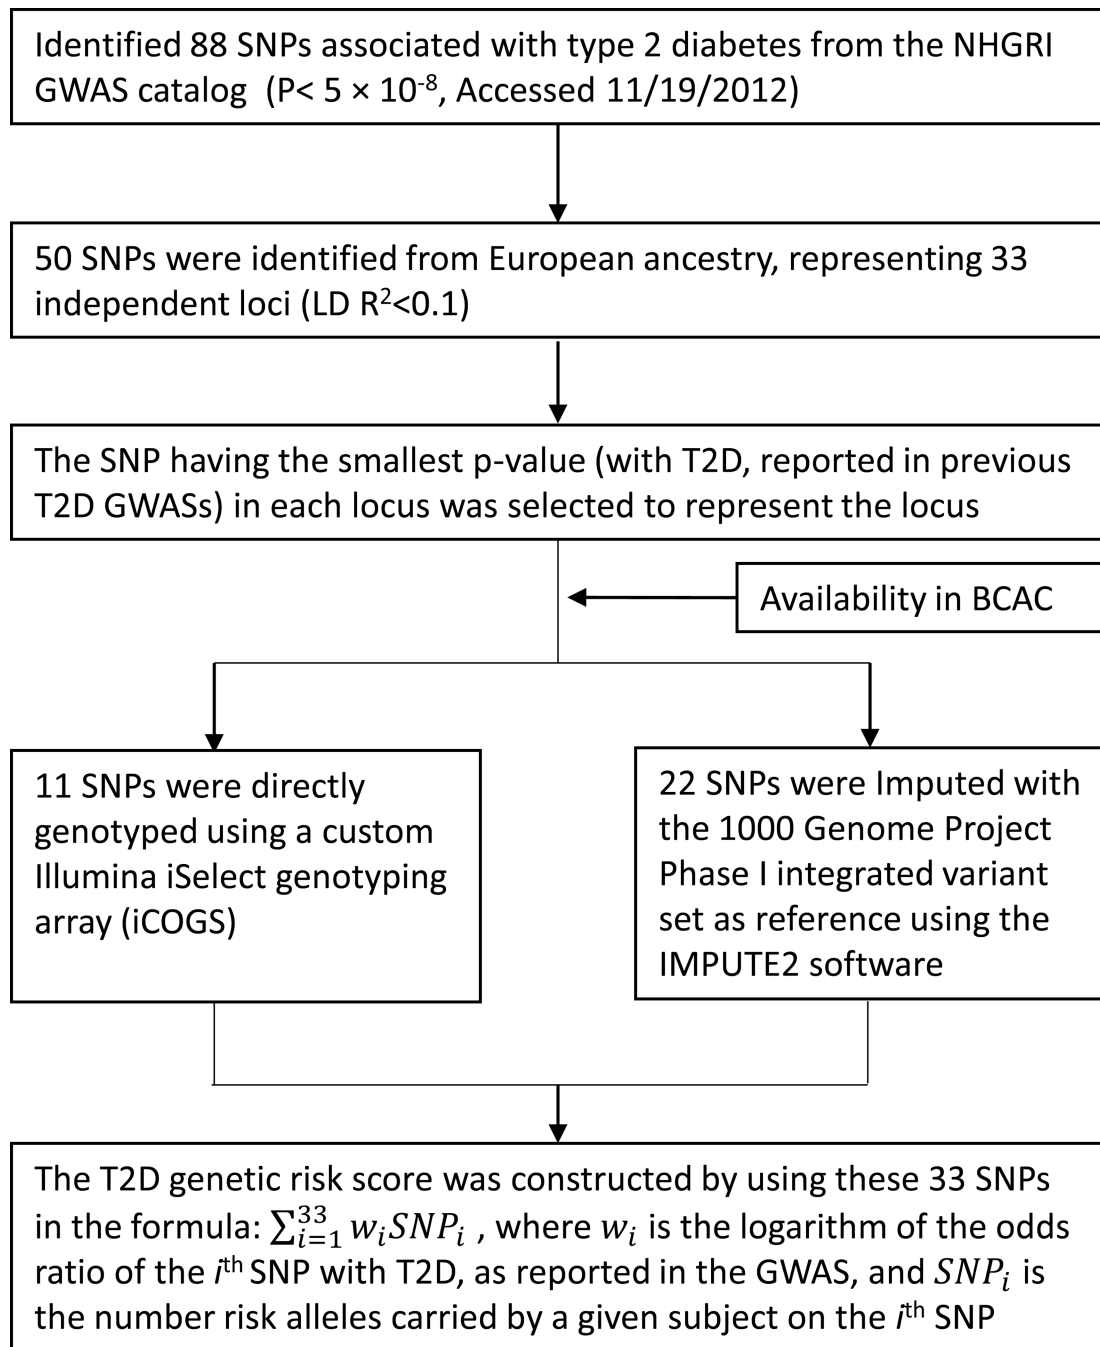 Identified 88 SNPs associated with type 2 diabetes from the NHGRI
GWAS catalog  (P< 5 × 10⁻⁸, Accessed 11/19/2012)
50 SNPs were identified from European ancestry, representing 33
independent loci (LD R²<0.1)
The SNP having the smallest p-value (with T2D, reported in previous
T2D GWASs) in each locus was selected to represent the locus
Availability in BCAC
11 SNPs were directly
genotyped using a custom
Illumina iSelect genotyping
array (iCOGS)
22 SNPs were Imputed with
the 1000 Genome Project
Phase I integrated variant
set as reference using the
IMPUTE2 software
The T2D genetic risk score was constructed by using these 33 SNPs
in the formula: ∑_{i=1}^{33} w_i SNP_i , where w_i is the logarithm of the odds
ratio of the iᵗʰ SNP with T2D, as reported in the GWAS, and SNP_i is
the number risk alleles carried by a given subject on the iᵗʰ SNP